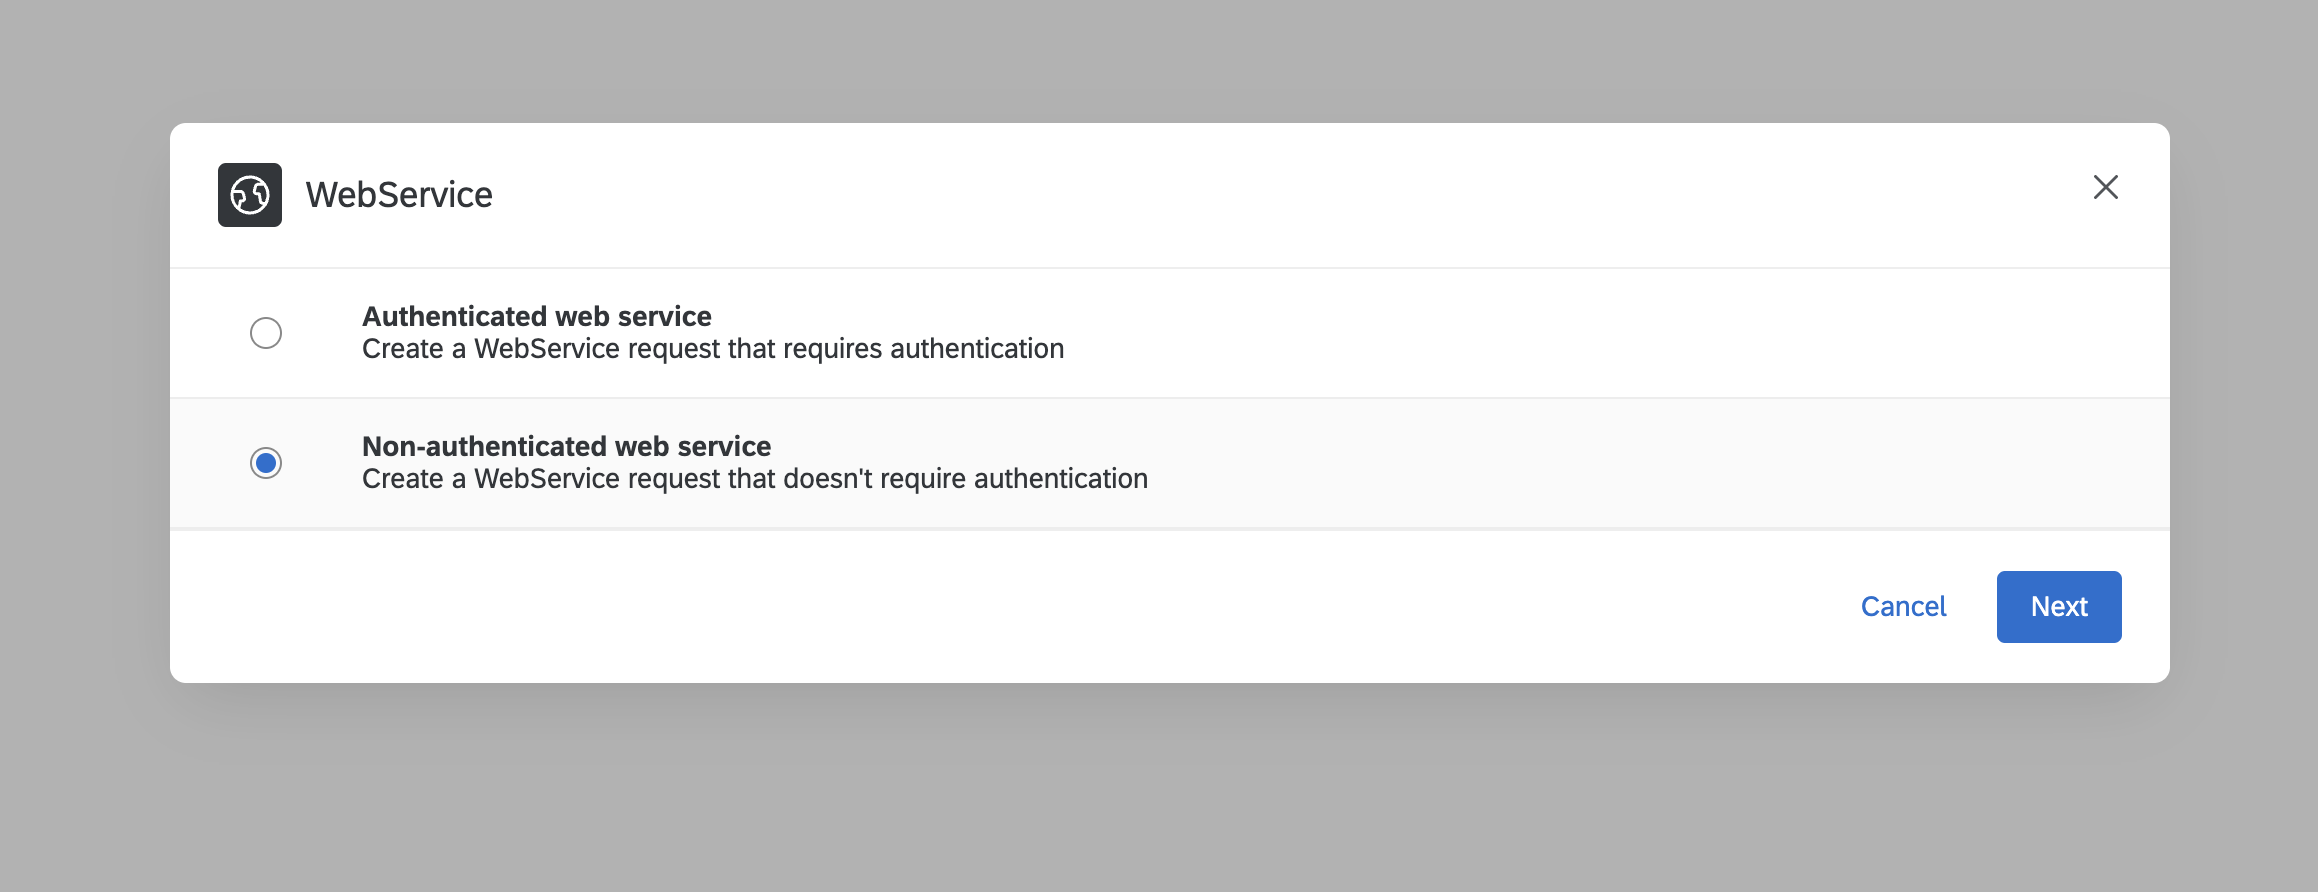 WebService
Authenticated web service
Create a WebService request that requires authentication
Non-authenticated web service
Create a WebService request that doesn't require authentication
Cancel
Next